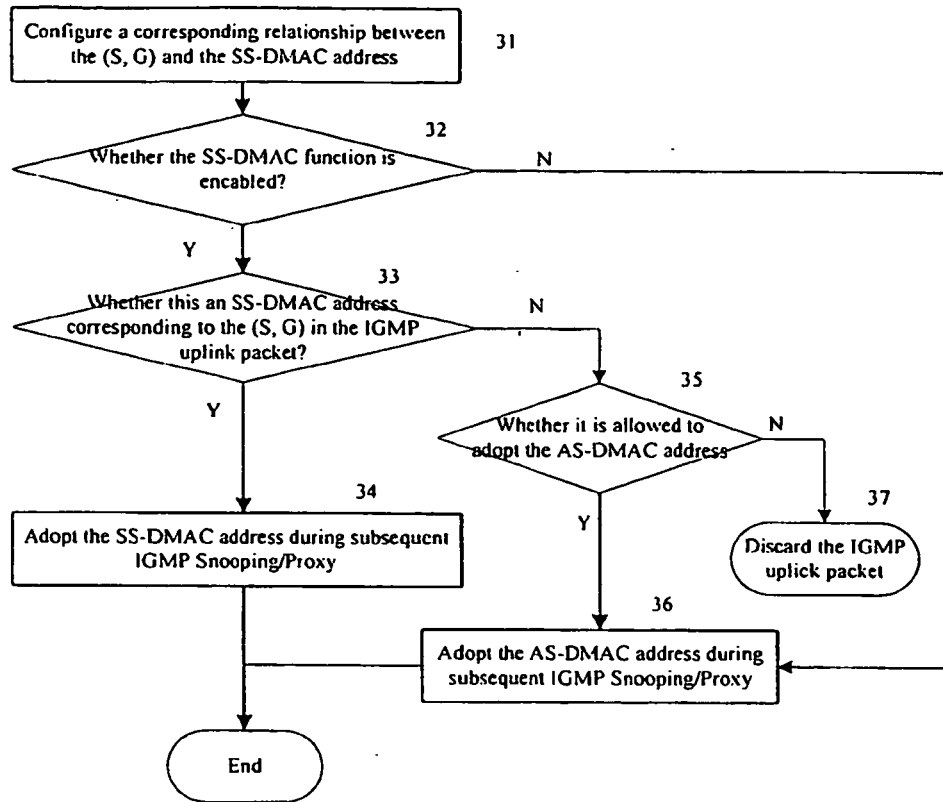 Configure a corresponding relationship between
the (S, G) and the SS-DMAC address
31
32
Whether the SS-DMAC function is
encabled?
N
Y
33
Whether this an SS-DMAC address
corresponding to the (S, G) in the IGMP
uplink packet?
N
Y
35
Whether it is allowed to
adopt the AS-DMAC address
N
Y
34
Adopt the SS-DMAC address during subsequent
IGMP Snooping/Proxy
37
Discard the IGMP
uplick packet
36
Adopt the AS-DMAC address during
subsequent IGMP Snooping/Proxy
End